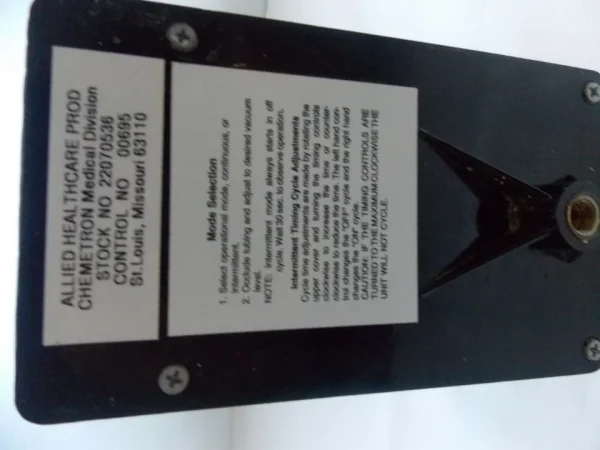 ALLIED HEALTHCARE PROD
CHEMETRON Medical Division
STOCK NO 22070536
CONTROL NO 00695
St. Louis, Missouri 63110
Mode Selection
1. Select operational mode, continuous, or
intermittent.
2. Occlude tubing and adjust to desired vacuum
level.
NOTE: Intermittent mode always starts in off
cycle. Wait 30 sec. to observe operation.
Intermittent Timing Cycle Adjustments
Cycle time adjustments are made by rotating the
upper cover and turning the timing controls
clockwise to increase the time or counter-
clockwise to reduce the time. The left hand con-
trol changes the "OFF" cycle and the right hand
changes the "ON" cycle.
CAUTION: IF THE TIMING CONTROLS ARE
TURNED TO THE MAXIMUM CLOCKWISE THE
UNIT WILL NOT CYCLE.